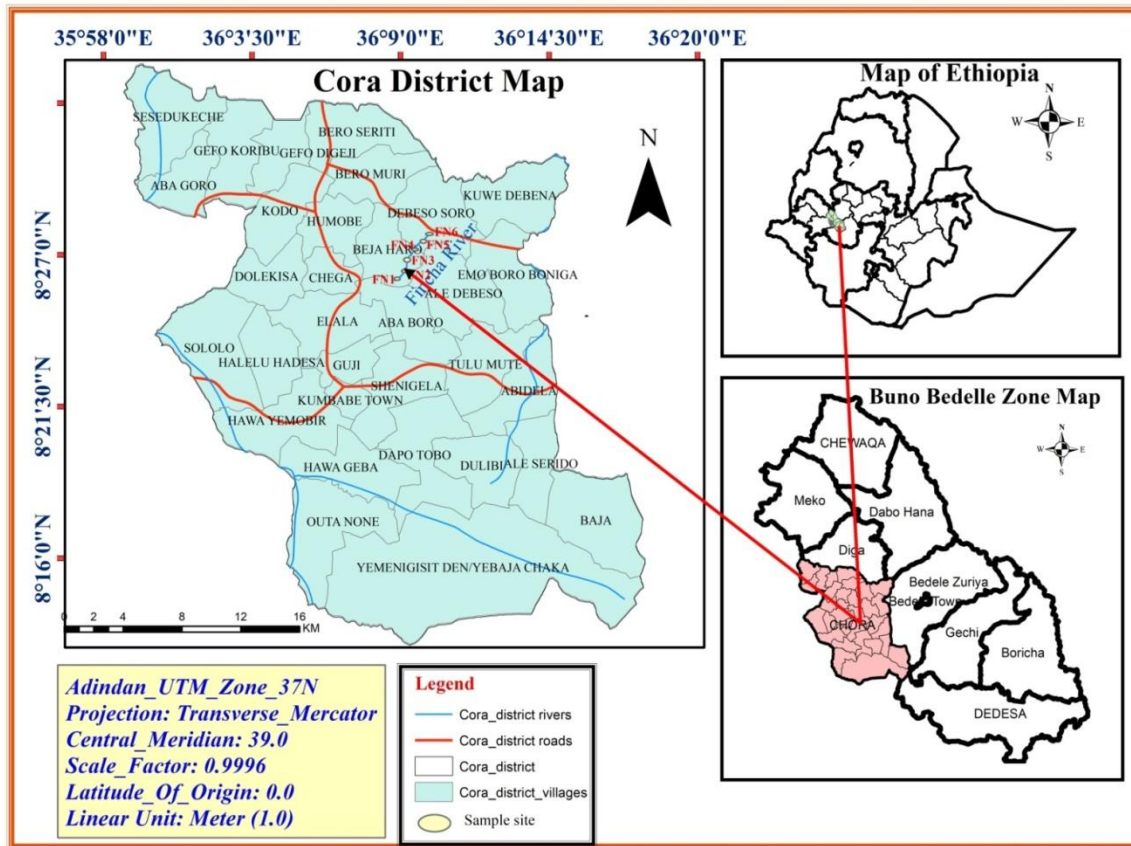 35°58'0"E 36°3'30"E 36°9'0"E 36°14'30"E 36°20'0"E
8°27'0"N
8°21'30"N
8°16'0"N
Cora District Map
N
SESEDUKECHE
BERO SERITI
GEFO KORIBU
GEFO DIGEJI
BERO MURI
ABA GORO
KUWE DEBENA
KODO
HUMOBE
DEBESO SORO
FN6
FN4
FN5
BEJA HARO
FN3
FN1
FN2
Fincha River
DOLEKISA
CHEGA
EMO BORO BONIGA
ALE DEBESO
ELALA
ABA BORO
SOLOLO
HALELU HADESA
GUJI
TULU MUTE
SHENIGELA
ABIDELA
KUMBABE TOWN
HAWA YEMOBIR
DAPO TOBO
HAWA GEBA
DULIBI
ALE SERIDO
OUTA NONE
BAJA
YEMENIGISIT DEN/YEBAJA CHAKA
0 2 4 8 12 16
KM
Map of Ethiopia
N
W E
S
Buno Bedelle Zone Map
N
W E
S
CHEWAQA
Meko
Dabo Hana
Diga
Bedele Zuriya
Bedele Town
CHORA
Gechi
Boricha
DEDESA
Adindan_UTM_Zone_37N
Projection: Transverse_Mercator
Central_Meridian: 39.0
Scale_Factor: 0.9996
Latitude_Of_Origin: 0.0
Linear Unit: Meter (1.0)
Legend
Cora_district rivers
Cora_district roads
Cora_district
Cora_district_villages
Sample site